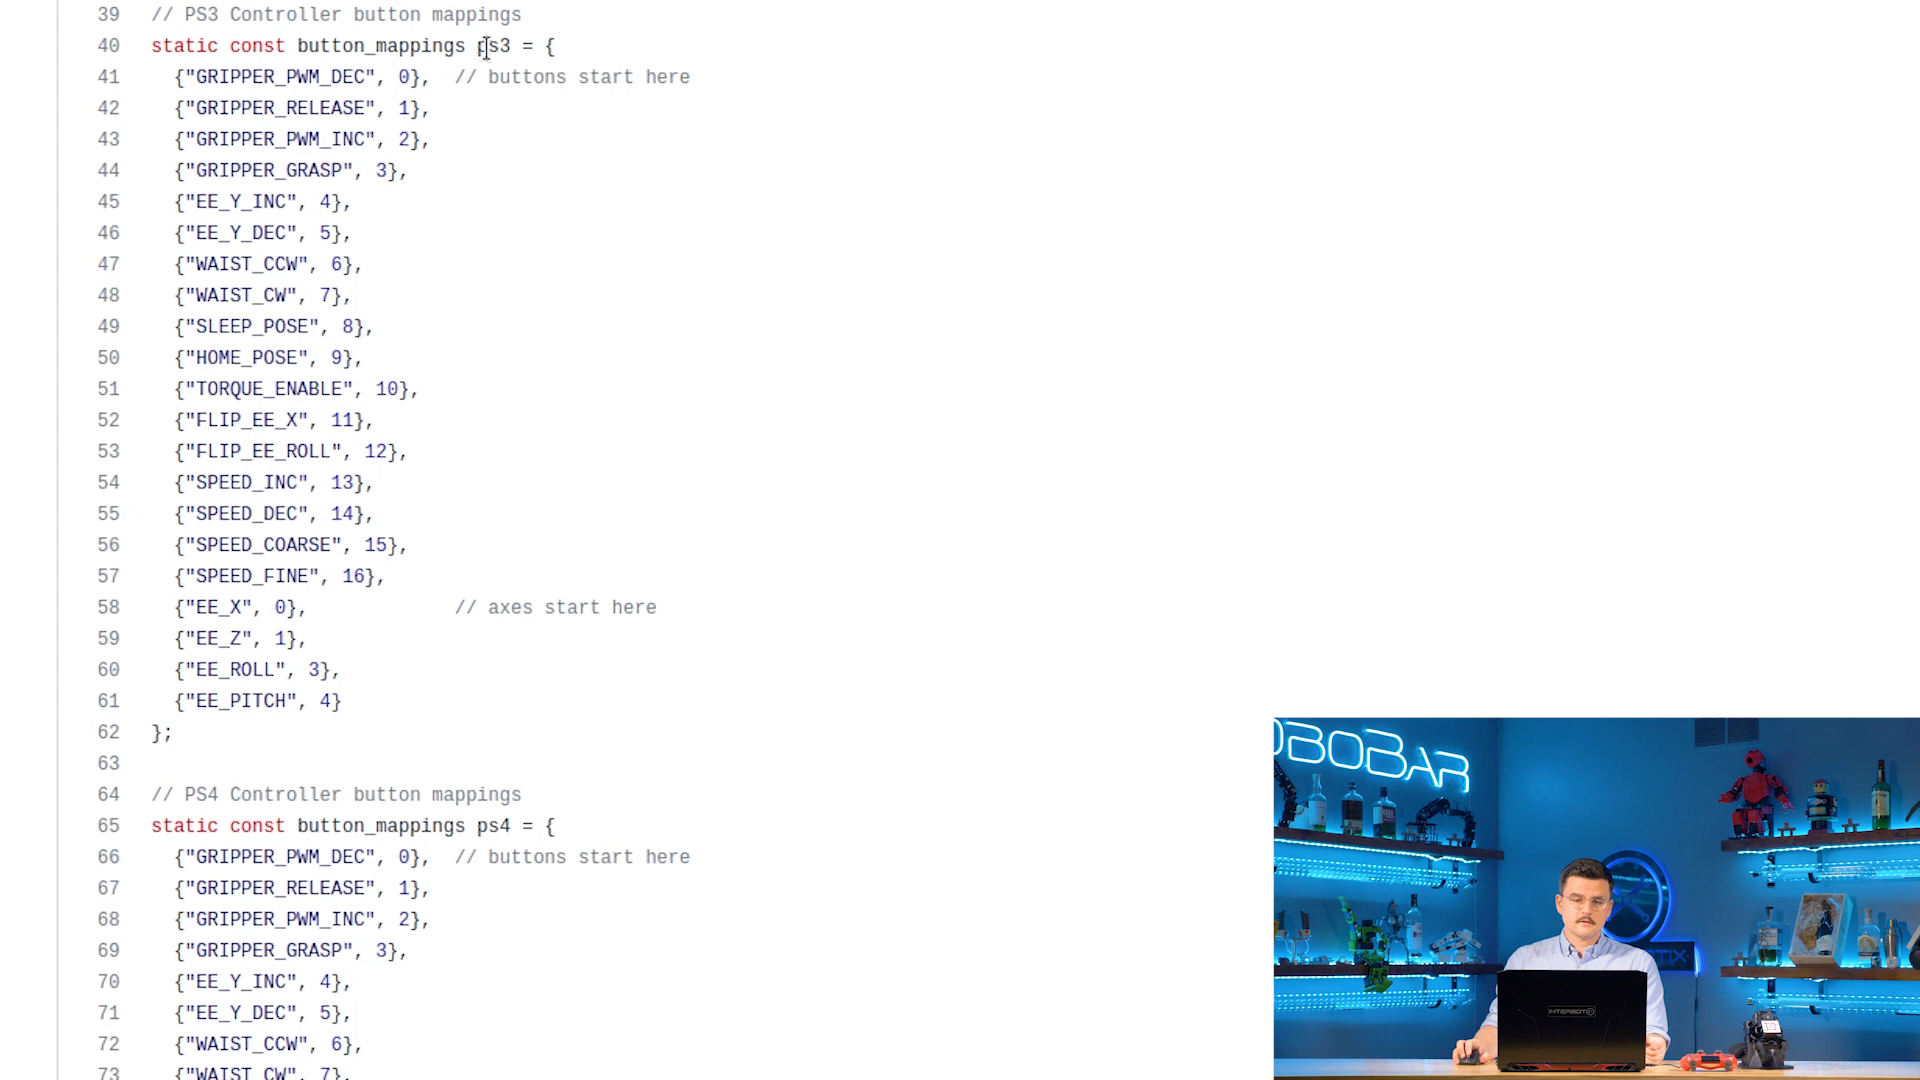 39 // PS3 Controller button mappings
40 static const button_mappings ps3 = {
41 {"GRIPPER_PWM_DEC", 0}, // buttons start here
42 {"GRIPPER_RELEASE", 1},
43 {"GRIPPER_PWM_INC", 2},
44 {"GRIPPER_GRASP", 3},
45 {"EE_Y_INC", 4},
46 {"EE_Y_DEC", 5},
47 {"WAIST_CCW", 6},
48 {"WAIST_CW", 7},
49 {"SLEEP_POSE", 8},
50 {"HOME_POSE", 9},
51 {"TORQUE_ENABLE", 10},
52 {"FLIP_EE_X", 11},
53 {"FLIP_EE_ROLL", 12},
54 {"SPEED_INC", 13},
55 {"SPEED_DEC", 14},
56 {"SPEED_COARSE", 15},
57 {"SPEED_FINE", 16},
58 {"EE_X", 0}, // axes start here
59 {"EE_Z", 1},
60 {"EE_ROLL", 3},
61 {"EE_PITCH", 4}
62 };
63
64 // PS4 Controller button mappings
65 static const button_mappings ps4 = {
66 {"GRIPPER_PWM_DEC", 0}, // buttons start here
67 {"GRIPPER_RELEASE", 1},
68 {"GRIPPER_PWM_INC", 2},
69 {"GRIPPER_GRASP", 3},
70 {"EE_Y_INC", 4},
71 {"EE_Y_DEC", 5},
72 {"WAIST_CCW", 6},
73 {"WAIST_CW", 7},
OBOBAR
TIX
INTERBOTIX